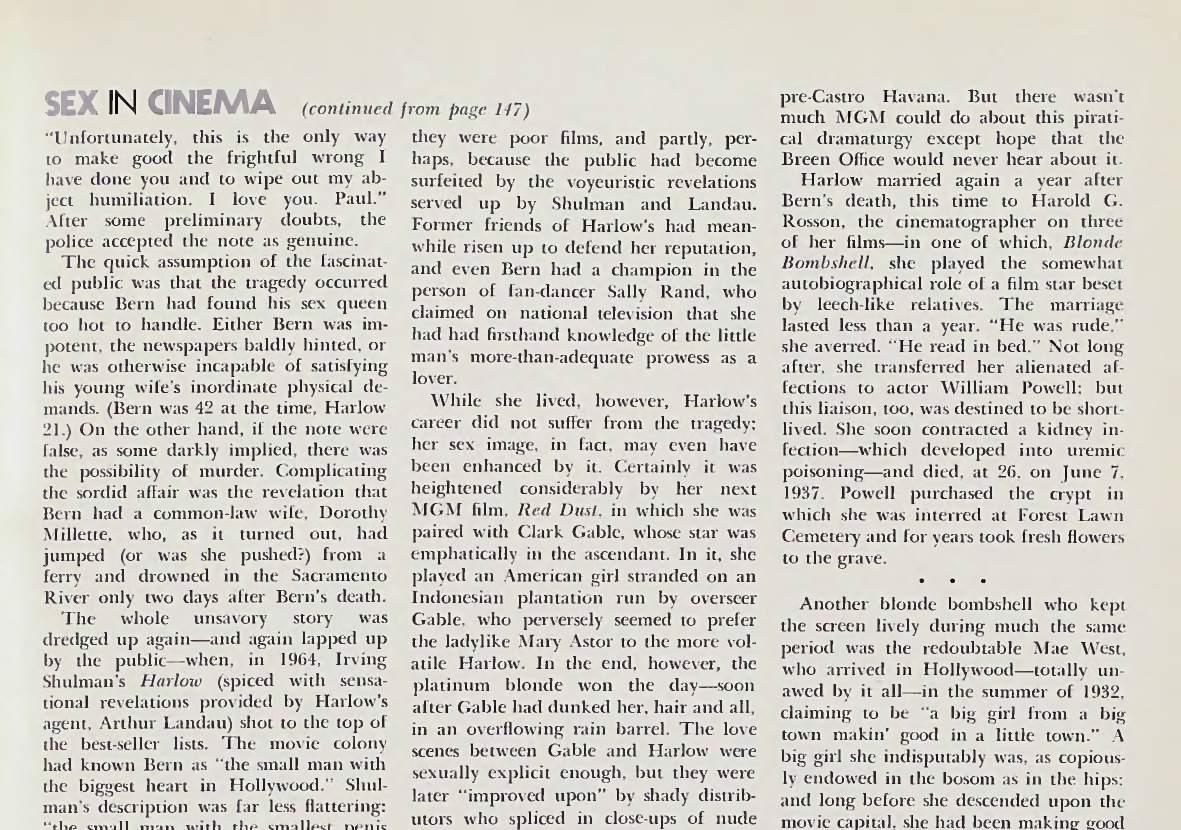 SEX IN CINEMA (continued from page 147)
"Unfortunately, this is the only way
to make good the frightful wrong I
have done you and to wipe out my ab-
ject humiliation. I love you. Paul."
After some preliminary doubts, the
police accepted the note as genuine.
The quick assumption of the fascinat-
ed public was that the tragedy occurred
because Bern had found his sex queen
too hot to handle. Either Bern was im-
potent, the newspapers baldly hinted, or
he was otherwise incapable of satisfying
his young wife's inordinate physical de-
mands. (Bern was 42 at the time, Harlow
21.) On the other hand, if the note were
false, as some darkly implied, there was
the possibility of murder. Complicating
the sordid affair was the revelation that
Bern had a common-law wife, Dorothy
Millette, who, as it turned out, had
jumped (or was she pushed?) from a
ferry and drowned in the Sacramento
River only two days after Bern's death.
The whole unsavory story was
dredged up again—and again lapped up
by the public—when, in 1964, Irving
Shulman's Harlow (spiced with sensa-
tional revelations provided by Harlow's
agent, Arthur Landau) shot to the top of
the best-seller lists. The movie colony
had known Bern as "the small man with
the biggest heart in Hollywood." Shul-
man's description was far less flattering:
"the small man with the smallest penis
they were poor films, and partly, per-
haps, because the public had become
surfeited by the voyeuristic revelations
served up by Shulman and Landau.
Former friends of Harlow's had mean-
while risen up to defend her reputation,
and even Bern had a champion in the
person of fan-dancer Sally Rand, who
claimed on national television that she
had had firsthand knowledge of the little
man's more-than-adequate prowess as a
lover.
While she lived, however, Harlow's
career did not suffer from the tragedy;
her sex image, in fact, may even have
been enhanced by it. Certainly it was
heightened considerably by her next
MGM film, Red Dust, in which she was
paired with Clark Gable, whose star was
emphatically in the ascendant. In it, she
played an American girl stranded on an
Indonesian plantation run by overseer
Gable, who perversely seemed to prefer
the ladylike Mary Astor to the more vol-
atile Harlow. In the end, however, the
platinum blonde won the day—soon
after Gable had dunked her, hair and all,
in an overflowing rain barrel. The love
scenes between Gable and Harlow were
sexually explicit enough, but they were
later "improved upon" by shady distrib-
utors who spliced in close-ups of nude
pre-Castro Havana. But there wasn't
much MGM could do about this pirati-
cal dramaturgy except hope that the
Breen Office would never hear about it.
Harlow married again a year after
Bern's death, this time to Harold G.
Rosson, the cinematographer on three
of her films—in one of which, Blonde
Bombshell, she played the somewhat
autobiographical role of a film star beset
by leech-like relatives. The marriage
lasted less than a year. "He was rude,"
she averred. "He read in bed." Not long
after, she transferred her alienated af-
fections to actor William Powell; but
this liaison, too, was destined to be short-
lived. She soon contracted a kidney in-
fection—which developed into uremic
poisoning—and died, at 26, on June 7,
1937. Powell purchased the crypt in
which she was interred at Forest Lawn
Cemetery and for years took fresh flowers
to the grave.
• • •
Another blonde bombshell who kept
the screen lively during much the same
period was the redoubtable Mae West,
who arrived in Hollywood—totally un-
awed by it all—in the summer of 1932,
claiming to be "a big girl from a big
town makin' good in a little town." A
big girl she indisputably was, as copious-
ly endowed in the bosom as in the hips;
and long before she descended upon the
movie capital, she had been making good